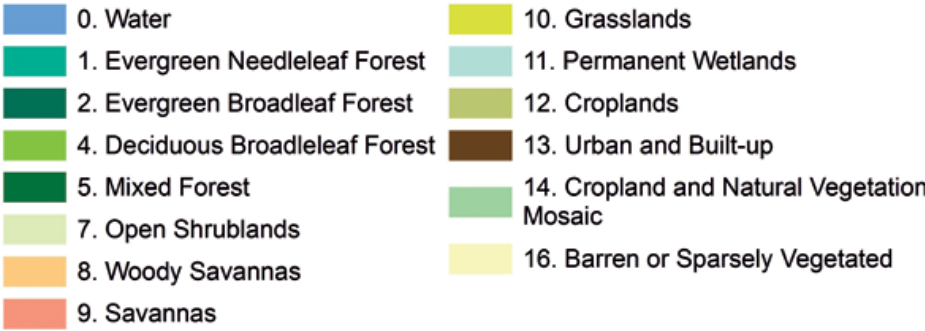 0. Water
1. Evergreen Needleleaf Forest
2. Evergreen Broadleaf Forest
4. Deciduous Broadleleaf Forest
5. Mixed Forest
7. Open Shrublands
8. Woody Savannas
9. Savannas
10. Grasslands
11. Permanent Wetlands
12. Croplands
13. Urban and Built-up
14. Cropland and Natural Vegetation
Mosaic
16. Barren or Sparsely Vegetated